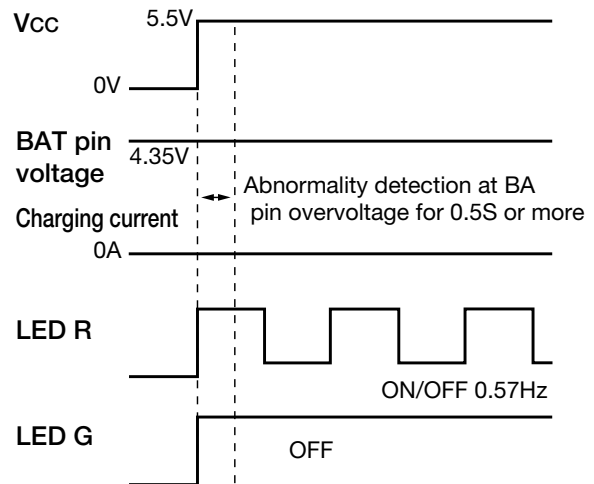 Vcc
5.5V
0V
BAT pin
voltage
4.35V
Abnormality detection at BA
pin overvoltage for 0.5S or more
Charging current
0A
LED R
ON/OFF 0.57Hz
LED G
OFF